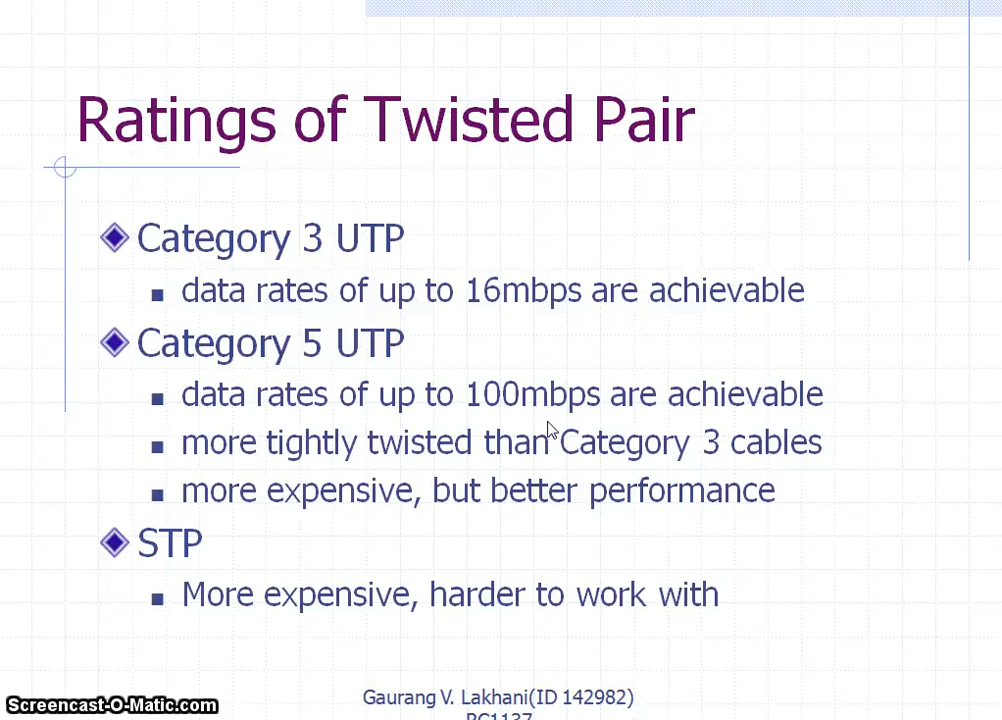 Ratings of Twisted Pair
Category 3 UTP
data rates of up to 16mbps are achievable
Category 5 UTP
data rates of up to 100mbps are achievable
more tightly twisted than Category 3 cables
more expensive, but better performance
STP
More expensive, harder to work with
Gaurang V. Lakhani(ID 142982)
Screencast-O-Matic.com